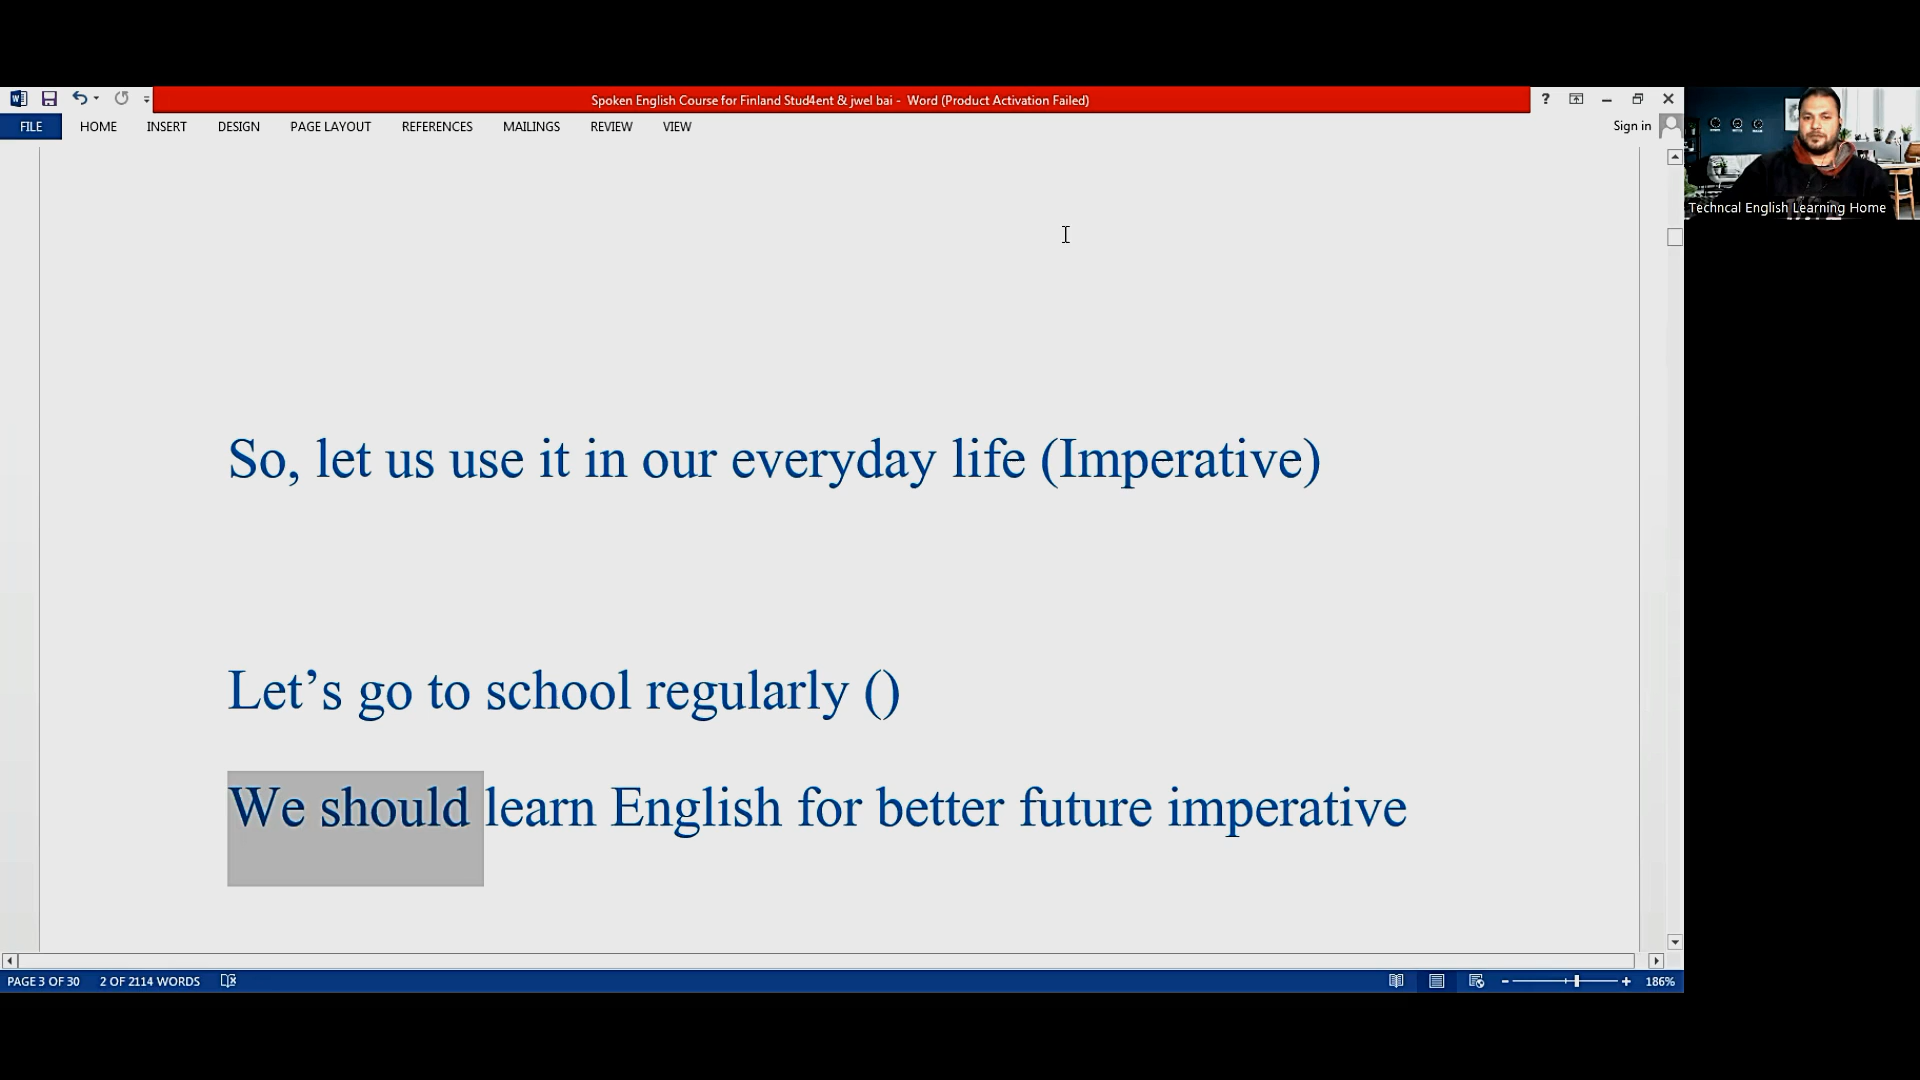 Spoken English Course for Finland Stud4ent & jwel bai - Word (Product Activation Failed)
?
FILE HOME INSERT DESIGN PAGE LAYOUT REFERENCES MAILINGS REVIEW VIEW
Sign in
Techncal English Learning Home
So, let us use it in our everyday life (Imperative)
Let’s go to school regularly ()
We should learn English for better future imperative
PAGE 3 OF 30 2 OF 2114 WORDS
186%